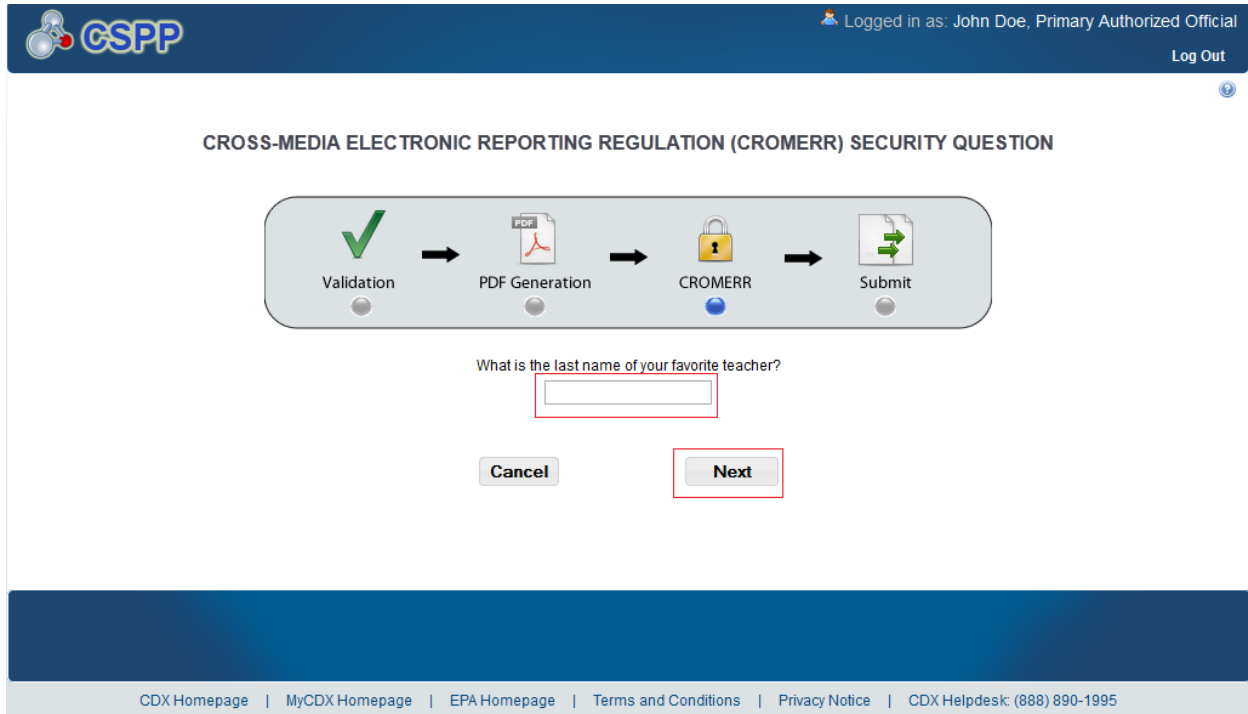 CSPP
Logged in as: John Doe, Primary Authorized Official
Log Out
?
CROSS-MEDIA ELECTRONIC REPORTING REGULATION (CROMERR) SECURITY QUESTION
PDF
Validation PDF Generation CROMERR Submit
What is the last name of your favorite teacher?
Cancel Next
CDX Homepage | MyCDX Homepage | EPA Homepage | Terms and Conditions | Privacy Notice | CDX Helpdesk: (888) 890-1995